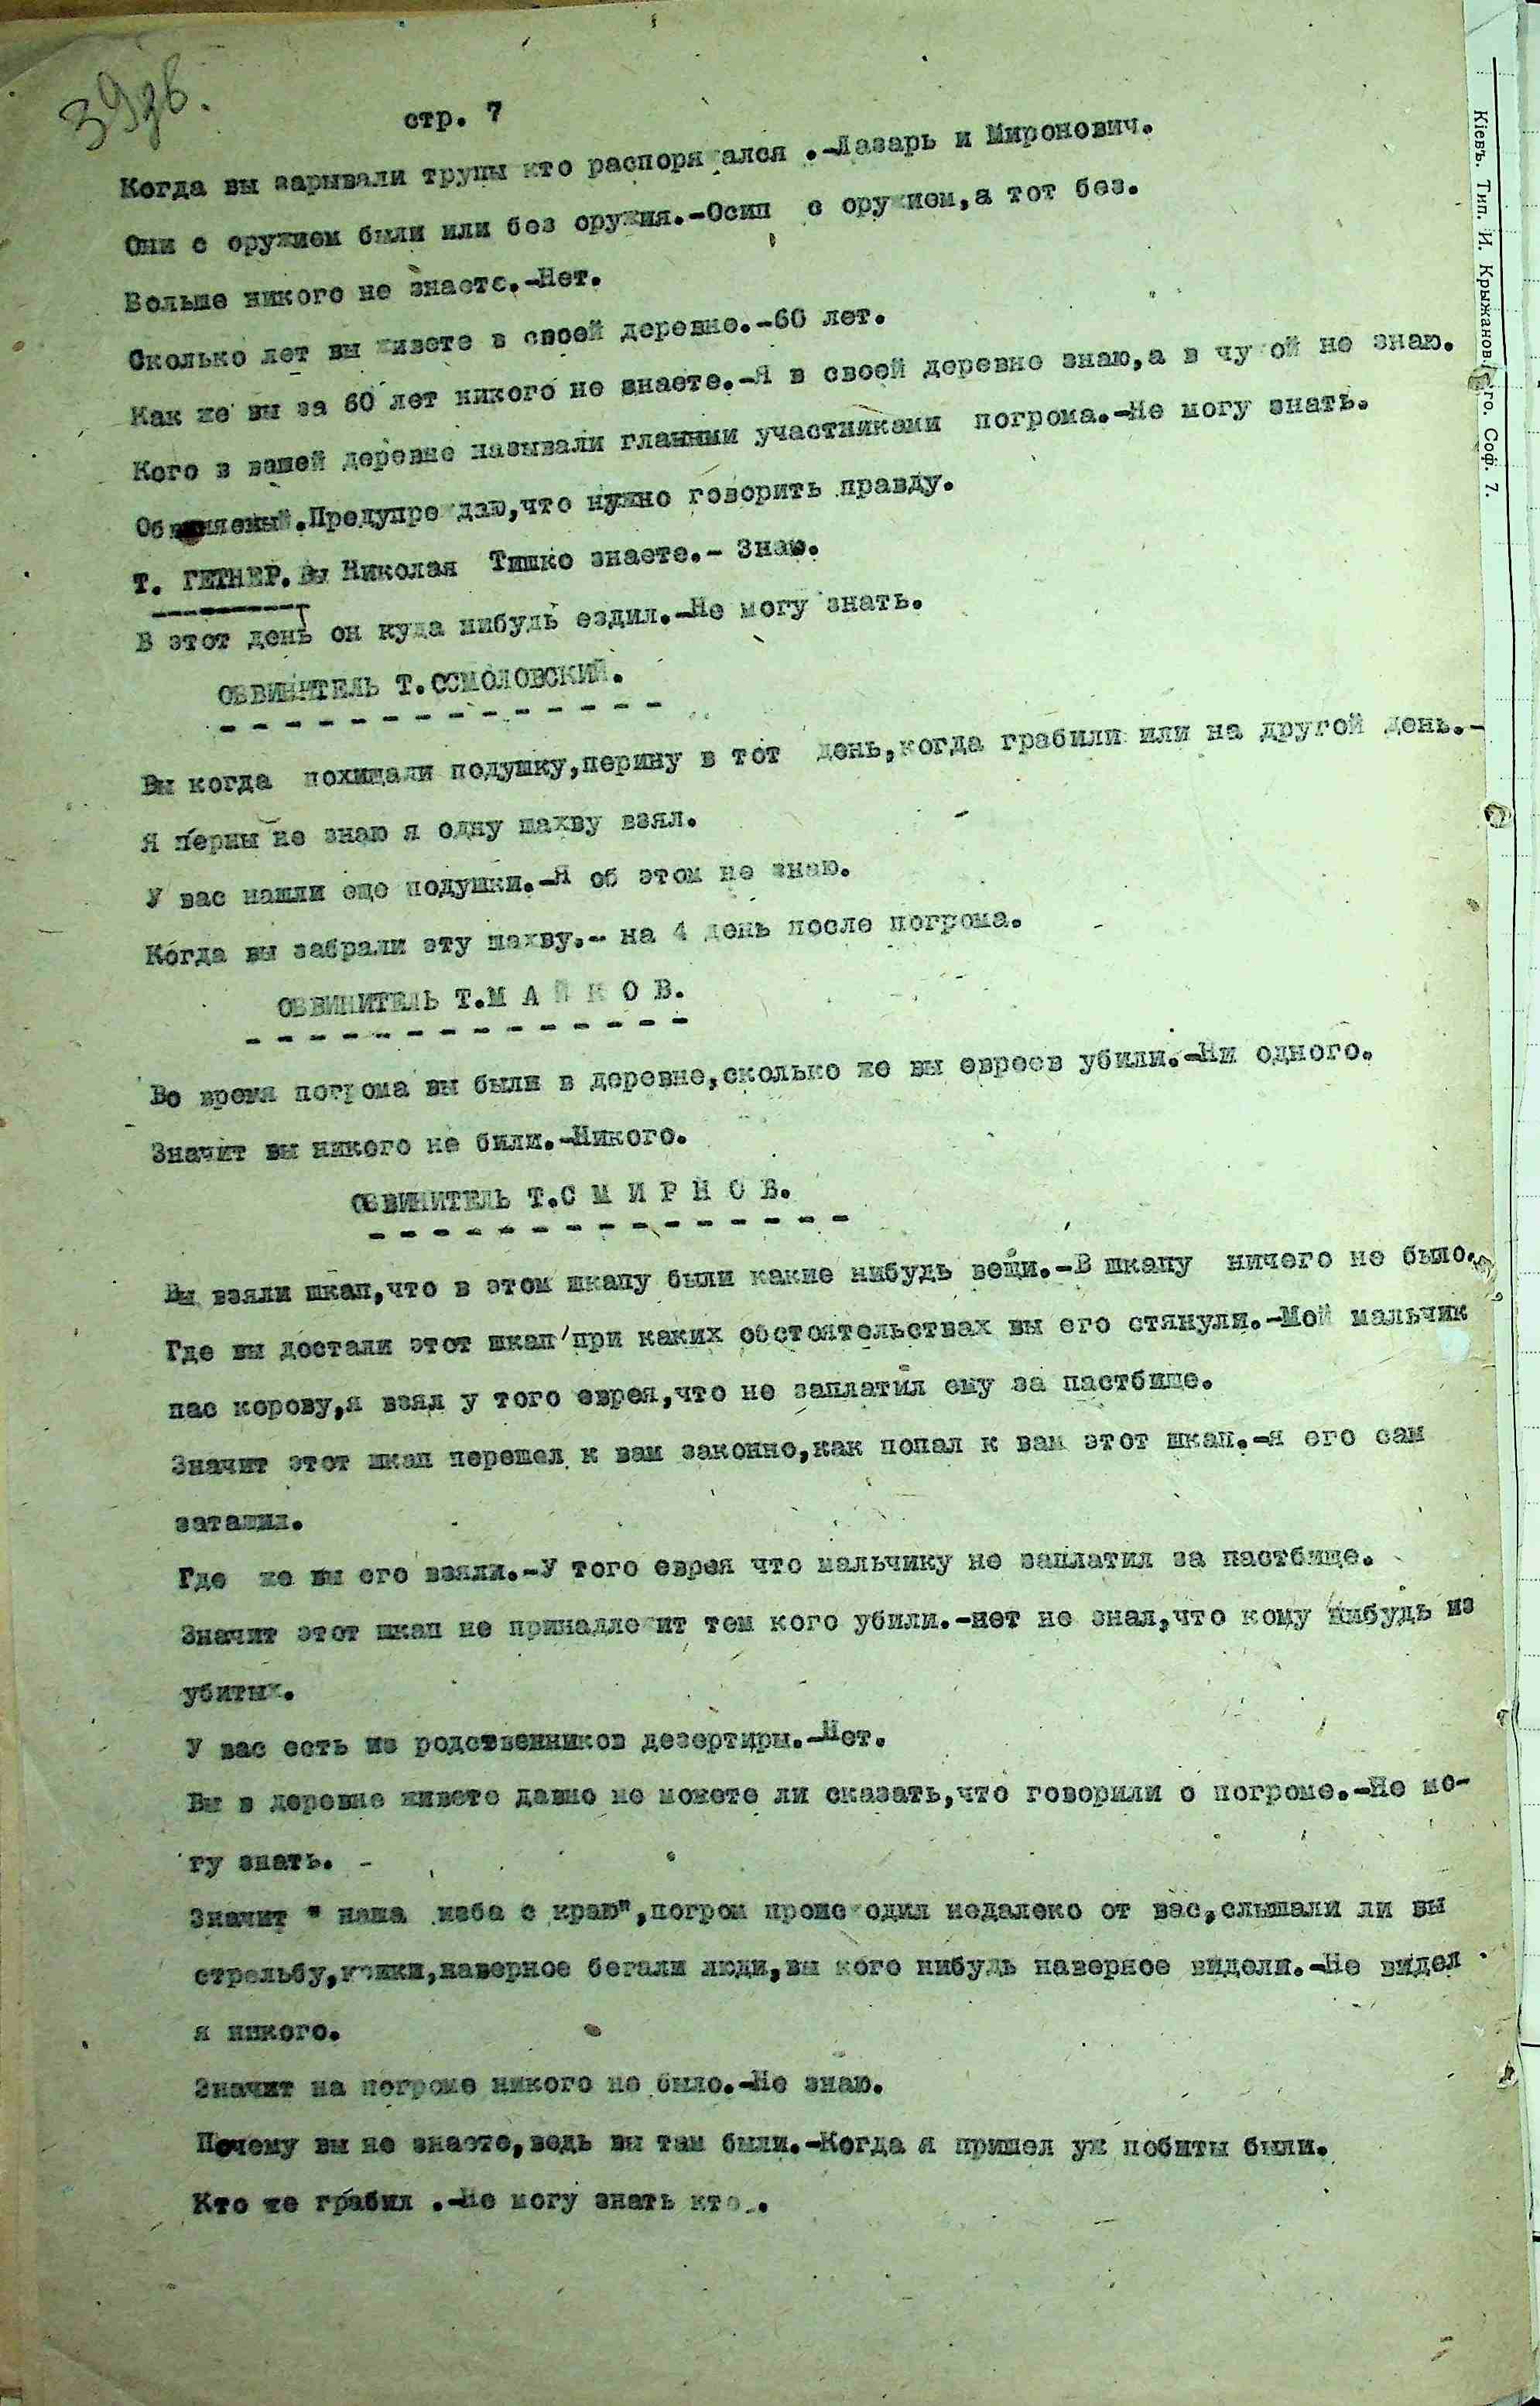 39зв.
стр. 7
Когда вы зарывали трупы кто распоряжался .-Лазарь и Миронович.
Они с оружием были или без оружия.-Осип с оружием,а тот без.
Больше никого не знаете.-Нет.
Сколько лет вы живете в своей деревне.-60 лет.
Как же вы за 60 лет никого не знаете.-Я в своей деревне знаю,а в чужой не знаю.
Кого в вашей деревне называли главными участниками погрома.-Не могу знать.
Обвиняемый.Предупреждаю,что нужно говорить правду.
Т. ГЕТНЕР.Вы Николая Тишко знаете.- Знаю.
В этот день он куда нибудь ездил.-Не могу знать.
ОБВИНИТЕЛЬ Т.ОСМОЛОВСКИЙ.
Вы когда похищали подушку,перину в тот день,когда грабили или на другой день.-
Я перны не знаю я одну шахву взял.
У вас нашли еще подушки.-Я об этом не знаю.
Когда вы забрали эту шахву.- на 4 день после погрома.
ОБВИНИТЕЛЬ Т.М А Й К О В.
Во время погрома вы были в деревне,сколько же вы евреев убили.-Ни одного.
Значит вы никого не били.-Никого.
ОБВИНИТЕЛЬ Т.С М И Р Н О В.
Вы взяли шкап,что в этом шкапу были какие нибудь вещи.-В шкапу ничего не было.
Где вы достали этот шкап при каких обстоятельствах вы его стянули.-Мой мальчик
пас корову,я взял у того еврея,что не заплатил ему за пастбище.
Значит этот шкап перешел к вам законно,как попал к вам этот шкап.-я его сам
затащил.
Где же вы его взяли.-У того еврея что мальчику не заплатил за пастбище.
Значит этот шкап не принадлежит тем кого убили.-нет не знал,что кому нибудь из
убитых.
У вас есть из родственников дезертиры.-Нет.
Вы в деревне живете давно не можете ли сказать,что говорили о погроме.-Не мо-
гу знать. -
Значит " наша изба с краю",погром происходил недалеко от вас,слышали ли вы
стрельбу,крики,наверное бегали люди,вы кого нибудь наверное видели.-Не видел
я никого.
Значит на погроме никого не было.-Не знаю.
Почему вы не знаете,ведь вы там были.-Когда я пришел уж побиты были.
Кто же грабил .-Не могу знать кто.
Кіевъ. Тип. И. Крыжановскаго. Соф. 7.